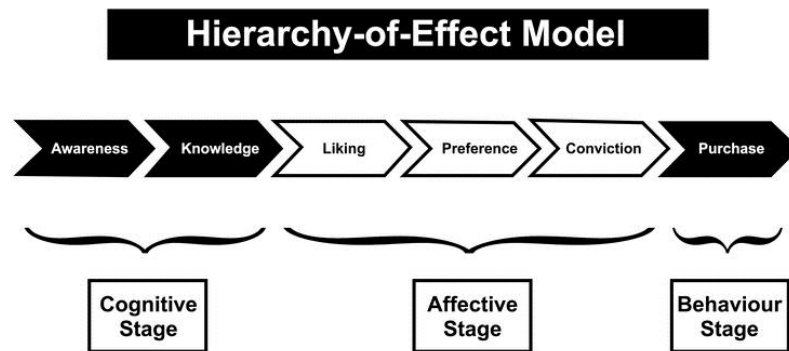 Hierarchy-of-Effect Model
Awareness
Knowledge
Liking
Preference
Conviction
Purchase
Cognitive
Stage
Affective
Stage
Behaviour
Stage